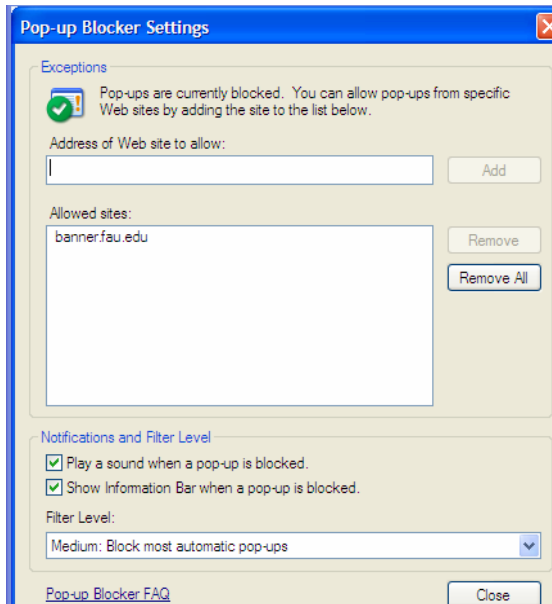 Pop-up Blocker Settings
Exceptions
Pop-ups are currently blocked. You can allow pop-ups from specific
Web sites by adding the site to the list below.
Address of Web site to allow:
Add
Allowed sites:
banner.fau.edu
Remove
Remove All
Notifications and Filter Level
Play a sound when a pop-up is blocked.
Show Information Bar when a pop-up is blocked.
Filter Level:
Medium: Block most automatic pop-ups
Pop-up Blocker FAQ
Close